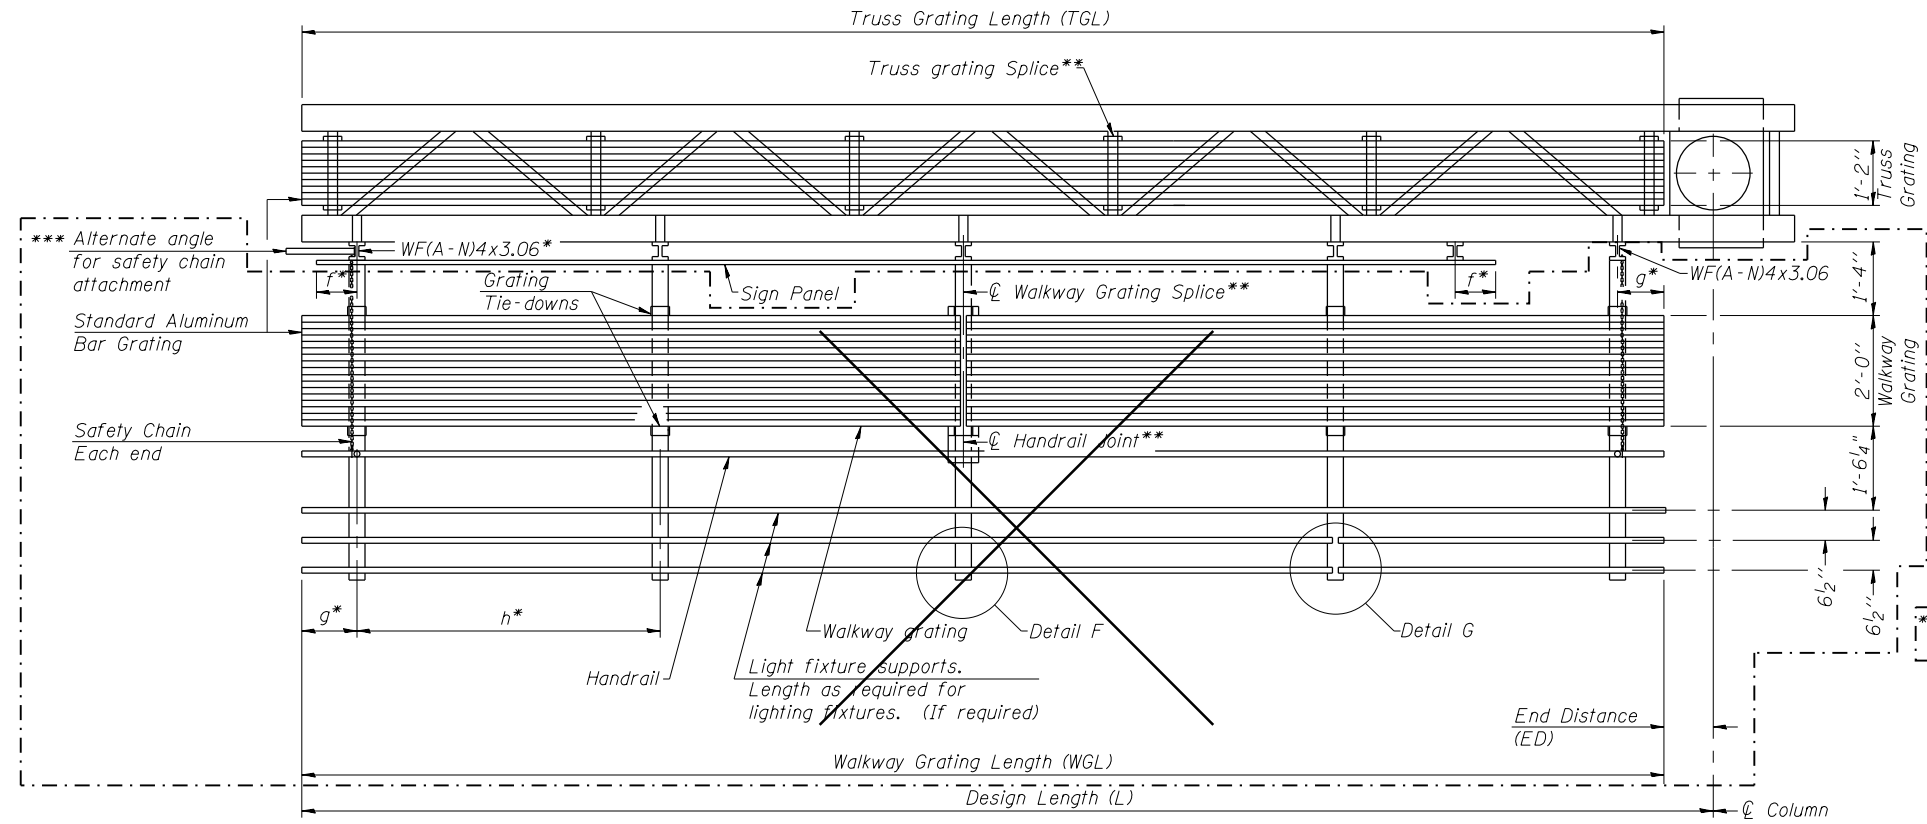 Truss Grating Length (TGL)
Truss grating Splice**
1'-2"
Truss
Grating
*** Alternate angle
for safety chain
attachment
WF(A-N)4x3.06*
f*
Grating
Tie-downs
Sign Panel
℄ Walkway Grating Splice**
f*
g*
WF(A-N)4x3.06
1'-4"
Standard Aluminum
Bar Grating
2'-0"
Walkway
Grating
Safety Chain
Each end
℄ Handrail Joint**
1'-6¼"
6½"
6½"
g*
h*
Walkway grating
Detail F
Detail G
*
Handrail
Light fixture supports.
Length as required for
lighting fixtures. (If required)
End Distance
(ED)
Walkway Grating Length (WGL)
Design Length (L)
℄ Column